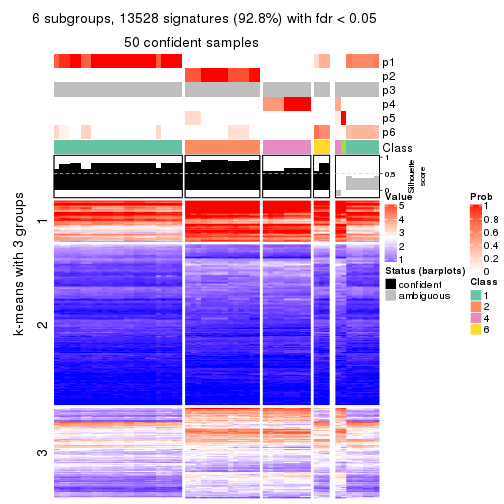 6 subgroups, 13528 signatures (92.8%) with fdr < 0.05
50 confident samples
p1
p2
p3
p4
p5
p6
Class
1
0.5
0
Silhouette
score
k-means with 3 groups
1
2
3
Value
5
4
3
2
1
Status (barplots)
confident
ambiguous
Prob
1
0.8
0.6
0.4
0.2
0
Class
1
2
4
6